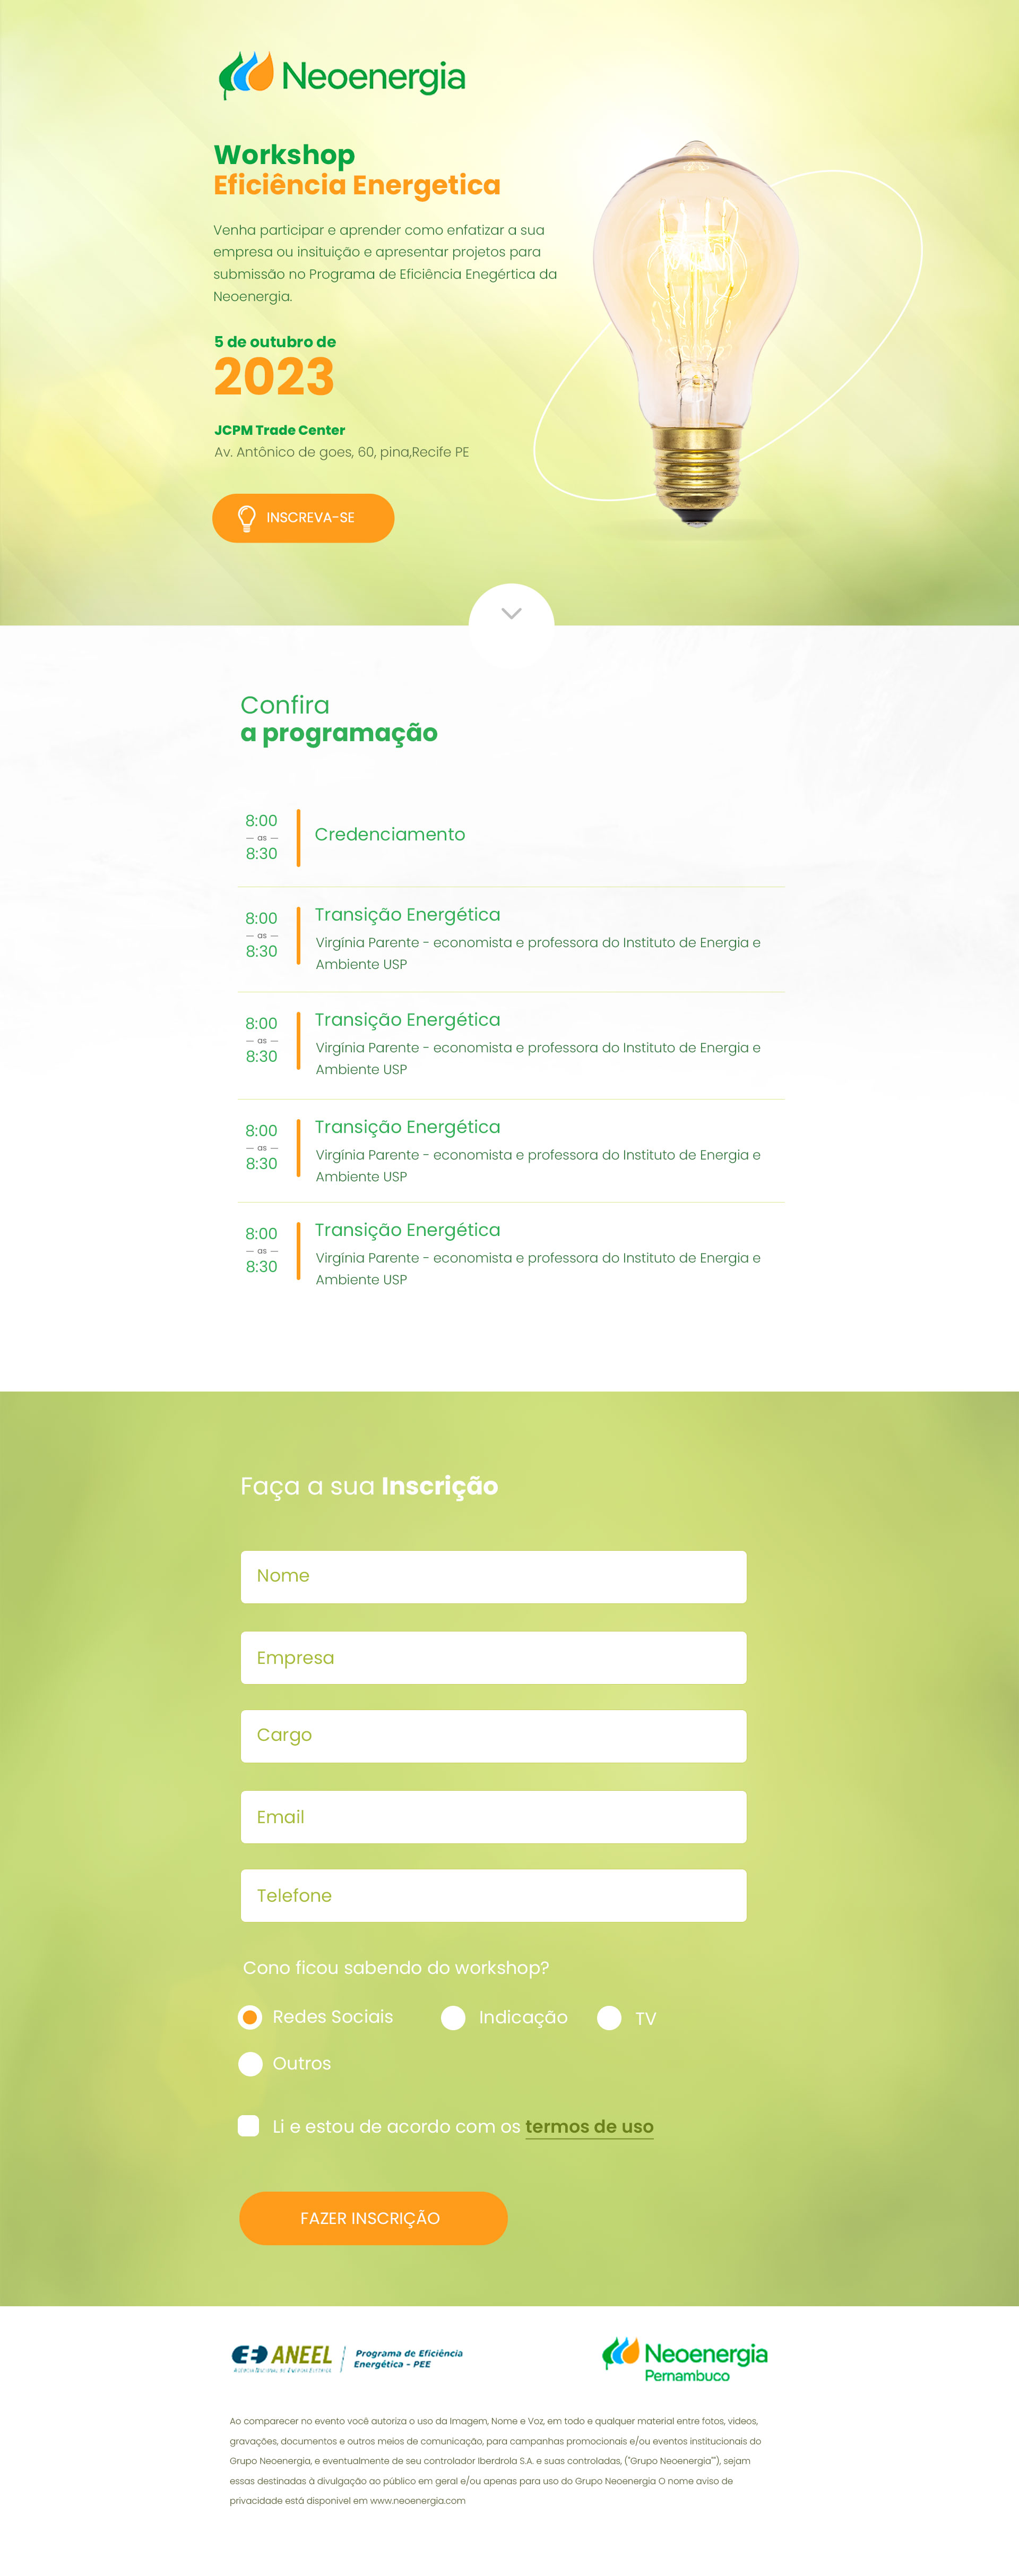 Neoenergia
Workshop
Eficiência Energetica
Venha participar e aprender como enfatizar a sua
empresa ou insituição e apresentar projetos para
submissão no Programa de Eficiência Enegértica da
Neoenergia.
5 de outubro de
2023
JCPM Trade Center
Av. Antônico de goes, 60, pina,Recife PE
INSCREVA-SE
Confira
a programação
8:00
— as —
8:30
Credenciamento
8:00
— as —
8:30
Transição Energética
Virgínia Parente - economista e professora do Instituto de Energia e
Ambiente USP
8:00
— as —
8:30
Transição Energética
Virgínia Parente - economista e professora do Instituto de Energia e
Ambiente USP
8:00
— as —
8:30
Transição Energética
Virgínia Parente - economista e professora do Instituto de Energia e
Ambiente USP
8:00
— as —
8:30
Transição Energética
Virgínia Parente - economista e professora do Instituto de Energia e
Ambiente USP
Faça a sua Inscrição
Nome
Empresa
Cargo
Email
Telefone
Cono ficou sabendo do workshop?
Redes Sociais
Indicação
TV
Outros
Li e estou de acordo com os termos de uso
FAZER INSCRIÇÃO
ANEEL
AGÊNCIA NACIONAL DE ENERGIA ELÉTRICA
Programa de Eficiência
Energética - PEE
Neoenergia
Pernambuco
Ao comparecer no evento você autoriza o uso da Imagem, Nome e Voz, em todo e qualquer material entre fotos, videos,
gravações, documentos e outros meios de comunicação, para campanhas promocionais e/ou eventos institucionais do
Grupo Neoenergia, e eventualmente de seu controlador Iberdrola S.A. e suas controladas, ("Grupo Neoenergia""), sejam
essas destinadas à divulgação ao público em geral e/ou apenas para uso do Grupo Neoenergia O nome aviso de
privacidade está disponivel em www.neoenergia.com